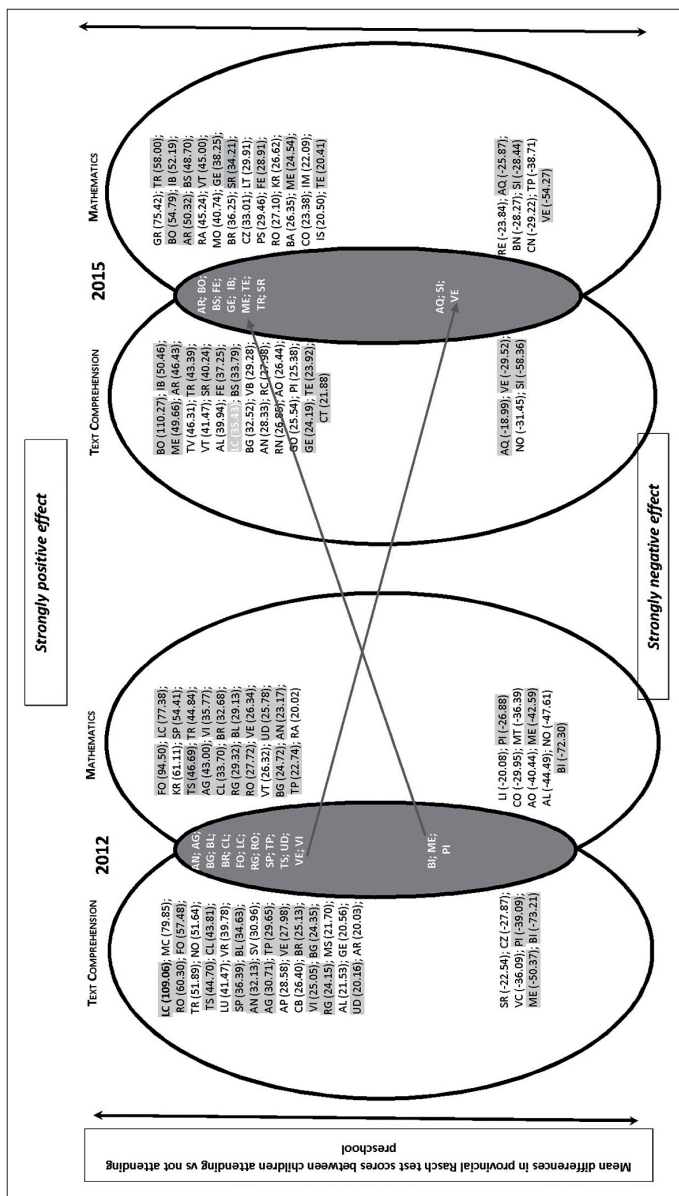 Strongly positive effect
2012
2015
TEXT COMPREHENSION
LC (109.06); MC (79.85);
RO (60.30); FO (57.48);
TR (51.89); NO (51.64);
TS (44.70); CL (43.81);
LU (41.47); VR (39.78);
SP (36.39); BL (34.63);
AN (32.13); SV (30.96);
AG (30.71); TP (29.65);
AP (28.58); VE (27.98);
CB (26.40); BR (25.13);
VI (25.05); BG (24.35);
RG (24.15); MS (21.70);
AL (21.53); GE (20.56);
UD (20.16); AR (20.03);
SR (-22.54); CZ (-27.87);
VC (-36.09); PI (-39.09);
ME (-50.37); BI (-73.21)
AN; AG;
BG; BL;
BR; CL;
FO; LC;
RG; RO;
SP; TP;
TS; UD;
VE; VI
BI; ME;
PI
MATHEMATICS
FO (94.50); LC (77.38);
KR (61.11); SP (54.41);
TS (46.69); TR (44.84);
AG (43.00); VI (35.77);
CL (33.70); BR (32.68);
RG (29.32); BL (29.13);
RO (27.72); VE (26.34);
VT (26.32); UD (25.78);
BG (24.72); AN (23.17);
TP (22.74); RA (20.02)
LI (-20.08); PI (-26.88)
CO (-29.95); MT (-36.39)
AO (-40.44); ME (-42.59)
AL (-44.49); NO (-47.61)
BI (-72.30)
TEXT COMPREHENSION
BO (110.27); IB (50.46);
ME (49.66); AR (46.43);
TV (46.31); TR (43.39);
VT (41.47); SR (40.24);
AL (39.94); FE (37.25);
LC (35.43); BS (33.79);
BG (32.52); VB (29.28);
AN (28.33); RC (27.98);
RN (26.85); AO (26.44);
GO (25.54); PI (25.38);
GE (24.19); TE (23.92);
CT (21.88)
AQ (-18.99); VE (-29.52);
NO (-31.45); SI (-58.36)
AR; BO;
BS; FE;
GE; IB;
ME; TE;
TR; SR
AQ; SI;
VE
MATHEMATICS
GR (75.42); TR (58.00);
BO (54.79); IB (52.19);
AR (50.32); BS (48.70);
RA (45.24); VT (45.00);
MO (40.74); GE (38.25);
BR (36.25); SR (34.21);
CZ (33.01); LT (29.91);
PS (29.46); FE (28.91);
RO (27.10); KR (26.62);
BA (26.35); ME (24.54);
CO (23.38); IM (22.09);
IS (20.50); TE (20.41)
RE (-23.84); AQ (-25.87);
BN (-28.27); SI (-28.44)
CN (-29.22); TP (-38.71)
VE (-54.27)
Strongly negative effect
Mean differences in provincial Rasch test scores between children attending vs not attending
preschool